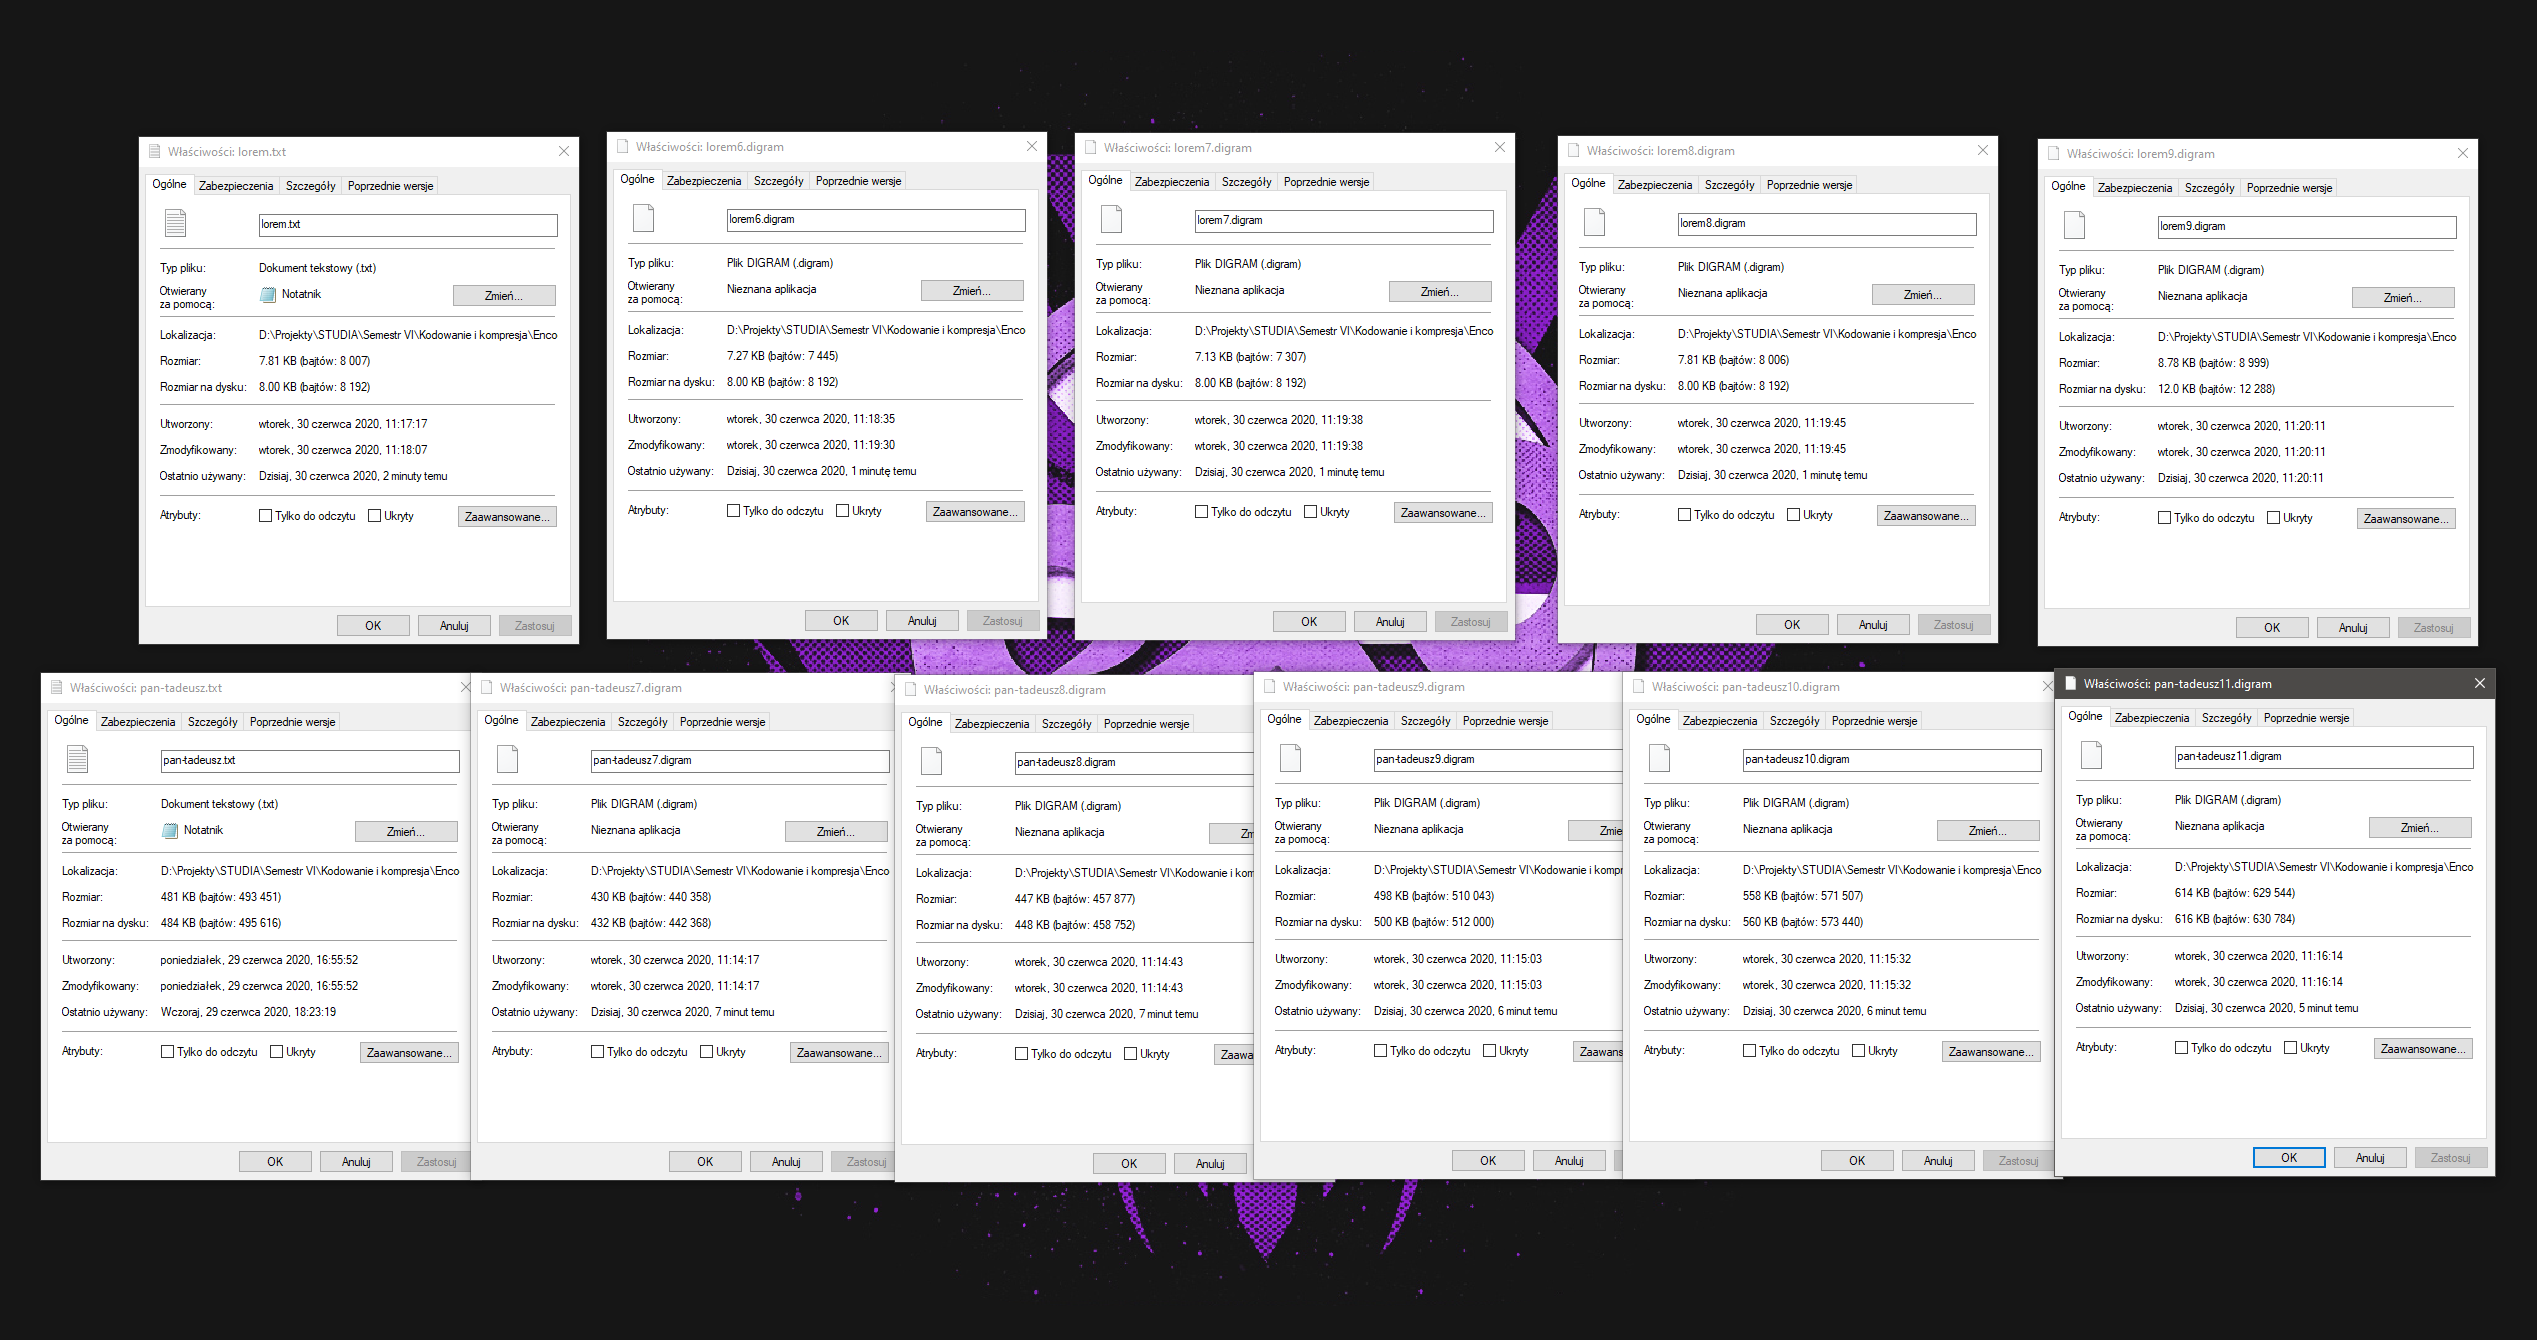 Właściwości: lorem.txt
Ogólne Zabezpieczenia Szczegóły Poprzednie wersje
lorem.txt
Typ pliku: Dokument tekstowy (.txt)
Otwierany
za pomocą: Notatnik Zmień...
Lokalizacja: D:\Projekty\STUDIA\Semestr VI\Kodowanie i kompresja\Enco
Rozmiar: 7.81 KB (bajtów: 8 007)
Rozmiar na dysku: 8.00 KB (bajtów: 8 192)
Utworzony: wtorek, 30 czerwca 2020, 11:17:17
Zmodyfikowany: wtorek, 30 czerwca 2020, 11:18:07
Ostatnio używany: Dzisiaj, 30 czerwca 2020, 2 minuty temu
Atrybuty: Tylko do odczytu Ukryty Zaawansowane...
OK Anuluj Zastosuj
Właściwości: lorem6.digram
Ogólne Zabezpieczenia Szczegóły Poprzednie wersje
lorem6.digram
Typ pliku: Plik DIGRAM (.digram)
Otwierany
za pomocą: Nieznana aplikacja Zmień...
Lokalizacja: D:\Projekty\STUDIA\Semestr VI\Kodowanie i kompresja\Enco
Rozmiar: 7.27 KB (bajtów: 7 445)
Rozmiar na dysku: 8.00 KB (bajtów: 8 192)
Utworzony: wtorek, 30 czerwca 2020, 11:18:35
Zmodyfikowany: wtorek, 30 czerwca 2020, 11:19:30
Ostatnio używany: Dzisiaj, 30 czerwca 2020, 1 minutę temu
Atrybuty: Tylko do odczytu Ukryty Zaawansowane...
OK Anuluj Zastosuj
Właściwości: lorem7.digram
Ogólne Zabezpieczenia Szczegóły Poprzednie wersje
lorem7.digram
Typ pliku: Plik DIGRAM (.digram)
Otwierany
za pomocą: Nieznana aplikacja Zmień...
Lokalizacja: D:\Projekty\STUDIA\Semestr VI\Kodowanie i kompresja\Enco
Rozmiar: 7.13 KB (bajtów: 7 307)
Rozmiar na dysku: 8.00 KB (bajtów: 8 192)
Utworzony: wtorek, 30 czerwca 2020, 11:19:38
Zmodyfikowany: wtorek, 30 czerwca 2020, 11:19:38
Ostatnio używany: Dzisiaj, 30 czerwca 2020, 1 minutę temu
Atrybuty: Tylko do odczytu Ukryty Zaawansowane...
OK Anuluj Zastosuj
Właściwości: lorem8.digram
Ogólne Zabezpieczenia Szczegóły Poprzednie wersje
lorem8.digram
Typ pliku: Plik DIGRAM (.digram)
Otwierany
za pomocą: Nieznana aplikacja Zmień...
Lokalizacja: D:\Projekty\STUDIA\Semestr VI\Kodowanie i kompresja\Enco
Rozmiar: 7.81 KB (bajtów: 8 006)
Rozmiar na dysku: 8.00 KB (bajtów: 8 192)
Utworzony: wtorek, 30 czerwca 2020, 11:19:45
Zmodyfikowany: wtorek, 30 czerwca 2020, 11:19:45
Ostatnio używany: Dzisiaj, 30 czerwca 2020, 1 minutę temu
Atrybuty: Tylko do odczytu Ukryty Zaawansowane...
OK Anuluj Zastosuj
Właściwości: lorem9.digram
Ogólne Zabezpieczenia Szczegóły Poprzednie wersje
lorem9.digram
Typ pliku: Plik DIGRAM (.digram)
Otwierany
za pomocą: Nieznana aplikacja Zmień...
Lokalizacja: D:\Projekty\STUDIA\Semestr VI\Kodowanie i kompresja\Enco
Rozmiar: 8.78 KB (bajtów: 8 999)
Rozmiar na dysku: 12.0 KB (bajtów: 12 288)
Utworzony: wtorek, 30 czerwca 2020, 11:20:11
Zmodyfikowany: wtorek, 30 czerwca 2020, 11:20:11
Ostatnio używany: Dzisiaj, 30 czerwca 2020, 11:20:11
Atrybuty: Tylko do odczytu Ukryty Zaawansowane...
OK Anuluj Zastosuj
Właściwości: pan-tadeusz.txt
Ogólne Zabezpieczenia Szczegóły Poprzednie wersje
pan-tadeusz.txt
Typ pliku: Dokument tekstowy (.txt)
Otwierany
za pomocą: Notatnik Zmień...
Lokalizacja: D:\Projekty\STUDIA\Semestr VI\Kodowanie i kompresja\Enco
Rozmiar: 481 KB (bajtów: 493 451)
Rozmiar na dysku: 484 KB (bajtów: 495 616)
Utworzony: poniedziałek, 29 czerwca 2020, 16:55:52
Zmodyfikowany: poniedziałek, 29 czerwca 2020, 16:55:52
Ostatnio używany: Wczoraj, 29 czerwca 2020, 18:23:19
Atrybuty: Tylko do odczytu Ukryty Zaawansowane...
OK Anuluj Zastosuj
Właściwości: pan-tadeusz7.digram
Ogólne Zabezpieczenia Szczegóły Poprzednie wersje
pan-tadeusz7.digram
Typ pliku: Plik DIGRAM (.digram)
Otwierany
za pomocą: Nieznana aplikacja Zmień...
Lokalizacja: D:\Projekty\STUDIA\Semestr VI\Kodowanie i kompresja\Enco
Rozmiar: 430 KB (bajtów: 440 358)
Rozmiar na dysku: 432 KB (bajtów: 442 368)
Utworzony: wtorek, 30 czerwca 2020, 11:14:17
Zmodyfikowany: wtorek, 30 czerwca 2020, 11:14:17
Ostatnio używany: Dzisiaj, 30 czerwca 2020, 7 minut temu
Atrybuty: Tylko do odczytu Ukryty Zaawansowane...
OK Anuluj Zastosuj
Właściwości: pan-tadeusz8.digram
Ogólne Zabezpieczenia Szczegóły Poprzednie wersje
pan-tadeusz8.digram
Typ pliku: Plik DIGRAM (.digram)
Otwierany
za pomocą: Nieznana aplikacja Zm
Lokalizacja: D:\Projekty\STUDIA\Semestr VI\Kodowanie i kom
Rozmiar: 447 KB (bajtów: 457 877)
Rozmiar na dysku: 448 KB (bajtów: 458 752)
Utworzony: wtorek, 30 czerwca 2020, 11:14:43
Zmodyfikowany: wtorek, 30 czerwca 2020, 11:14:43
Ostatnio używany: Dzisiaj, 30 czerwca 2020, 7 minut temu
Atrybuty: Tylko do odczytu Ukryty Zaawa
OK Anuluj
Właściwości: pan-tadeusz9.digram
Ogólne Zabezpieczenia Szczegóły Poprzednie wersje
pan-tadeusz9.digram
Typ pliku: Plik DIGRAM (.digram)
Otwierany
za pomocą: Nieznana aplikacja Zmie
Lokalizacja: D:\Projekty\STUDIA\Semestr VI\Kodowanie i kompr
Rozmiar: 498 KB (bajtów: 510 043)
Rozmiar na dysku: 500 KB (bajtów: 512 000)
Utworzony: wtorek, 30 czerwca 2020, 11:15:03
Zmodyfikowany: wtorek, 30 czerwca 2020, 11:15:03
Ostatnio używany: Dzisiaj, 30 czerwca 2020, 6 minut temu
Atrybuty: Tylko do odczytu Ukryty Zaawans
OK Anuluj
Właściwości: pan-tadeusz10.digram
Ogólne Zabezpieczenia Szczegóły Poprzednie wersje
pan-tadeusz10.digram
Typ pliku: Plik DIGRAM (.digram)
Otwierany
za pomocą: Nieznana aplikacja Zmień...
Lokalizacja: D:\Projekty\STUDIA\Semestr VI\Kodowanie i kompresja\Enco
Rozmiar: 558 KB (bajtów: 571 507)
Rozmiar na dysku: 560 KB (bajtów: 573 440)
Utworzony: wtorek, 30 czerwca 2020, 11:15:32
Zmodyfikowany: wtorek, 30 czerwca 2020, 11:15:32
Ostatnio używany: Dzisiaj, 30 czerwca 2020, 6 minut temu
Atrybuty: Tylko do odczytu Ukryty Zaawansowane...
OK Anuluj Zastosuj
Właściwości: pan-tadeusz11.digram
Ogólne Zabezpieczenia Szczegóły Poprzednie wersje
pan-tadeusz11.digram
Typ pliku: Plik DIGRAM (.digram)
Otwierany
za pomocą: Nieznana aplikacja Zmień...
Lokalizacja: D:\Projekty\STUDIA\Semestr VI\Kodowanie i kompresja\Enco
Rozmiar: 614 KB (bajtów: 629 544)
Rozmiar na dysku: 616 KB (bajtów: 630 784)
Utworzony: wtorek, 30 czerwca 2020, 11:16:14
Zmodyfikowany: wtorek, 30 czerwca 2020, 11:16:14
Ostatnio używany: Dzisiaj, 30 czerwca 2020, 5 minut temu
Atrybuty: Tylko do odczytu Ukryty Zaawansowane...
OK Anuluj Zastosuj